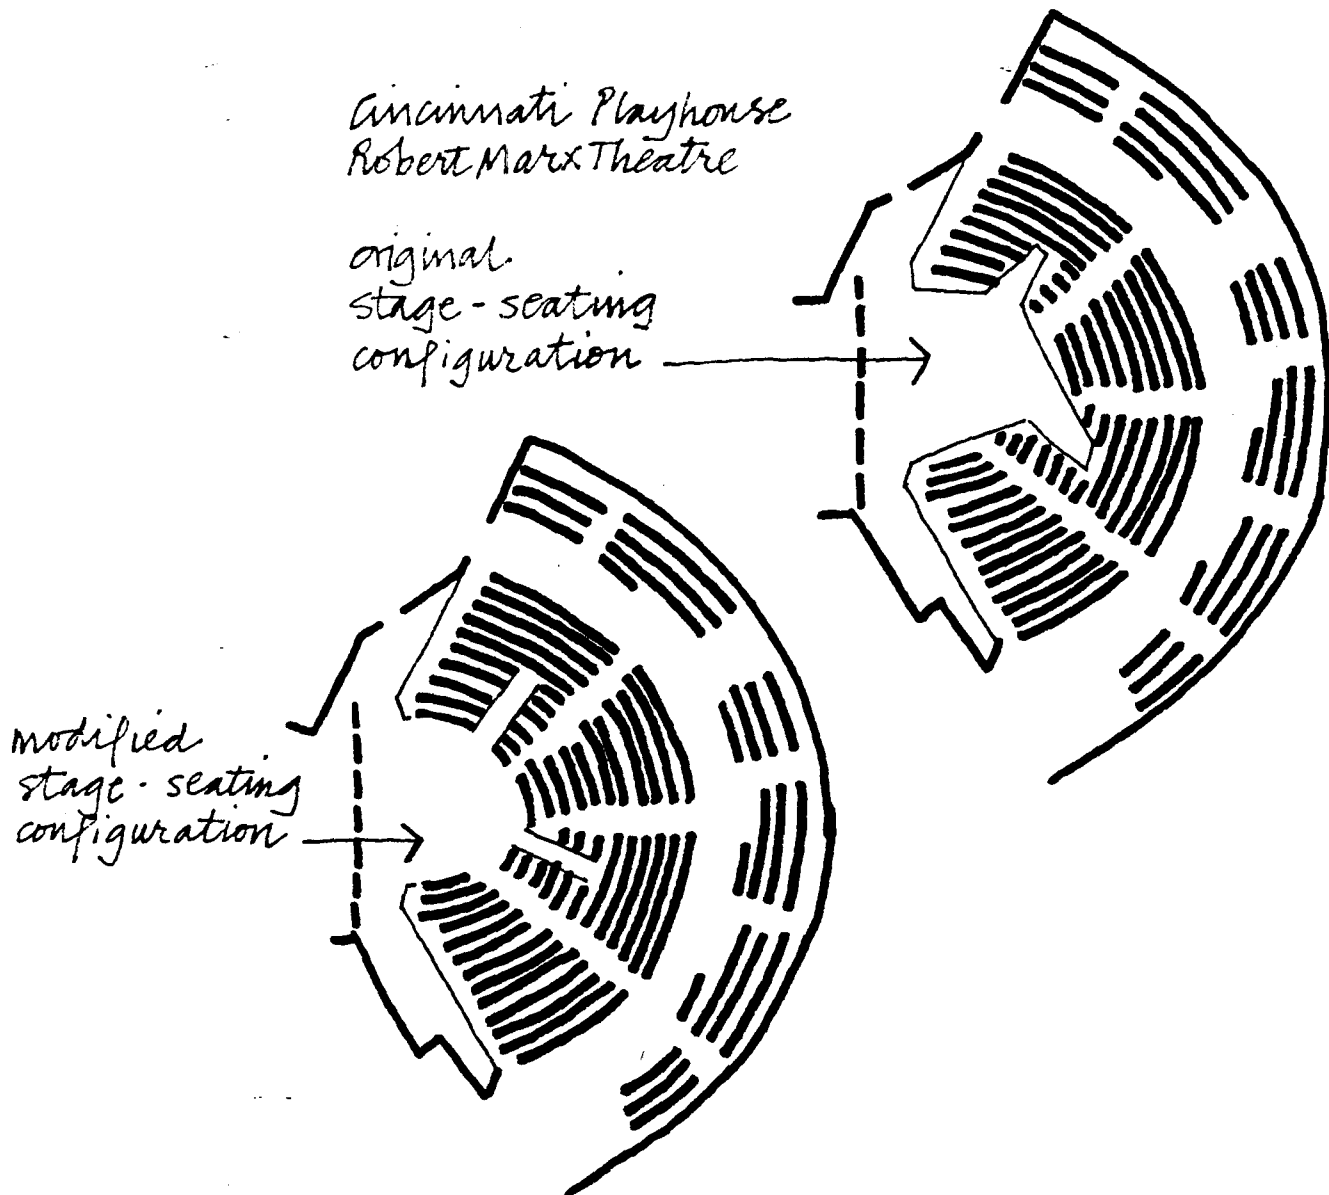 Cincinnati Playhouse
Robert Marx Theatre
original
stage - seating
configuration
modified
stage - seating
configuration